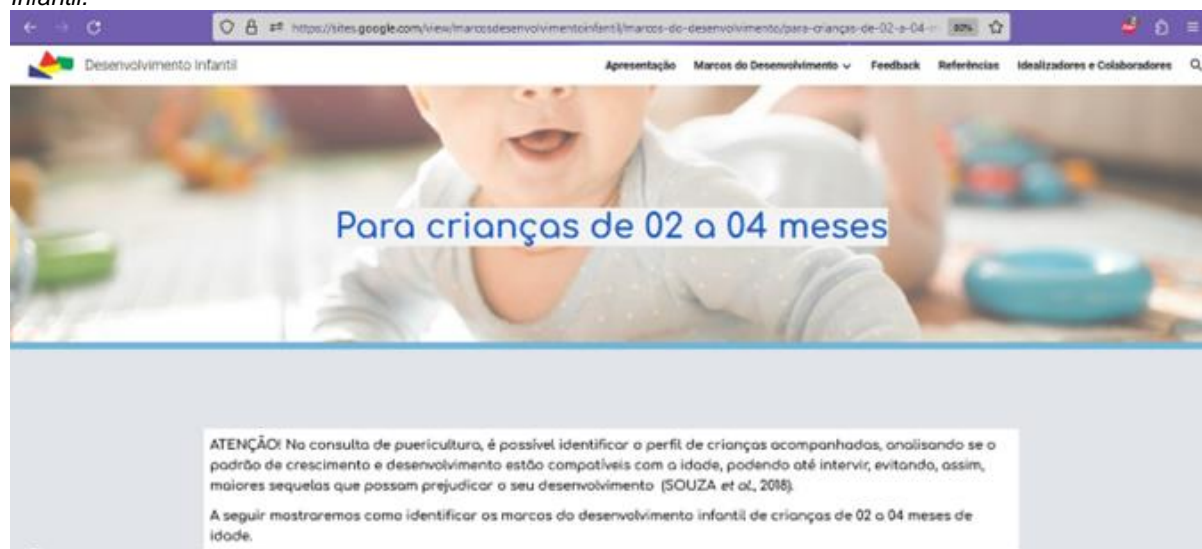 infantil.
https://sites.google.com/view/marcosdesenvolvimentoinfantil/marcos-do-desenvolvimento/para-crianças-de-02-a-04-
80%
Desenvolvimento Infantil
Apresentação Marcos do Desenvolvimento Feedback Referências Idealizadores e Colaboradores
Para crianças de 02 a 04 meses
ATENÇÃO! Na consulta de puericultura, é possível identificar o perfil de crianças acompanhadas, analisando se o
padrão de crescimento e desenvolvimento estão compatíveis com a idade, podendo até intervir, evitando, assim,
maiores sequelas que possam prejudicar o seu desenvolvimento (SOUZA et al., 2018).
A seguir mostraremos como identificar os marcos do desenvolvimento infantil de crianças de 02 a 04 meses de
idade.